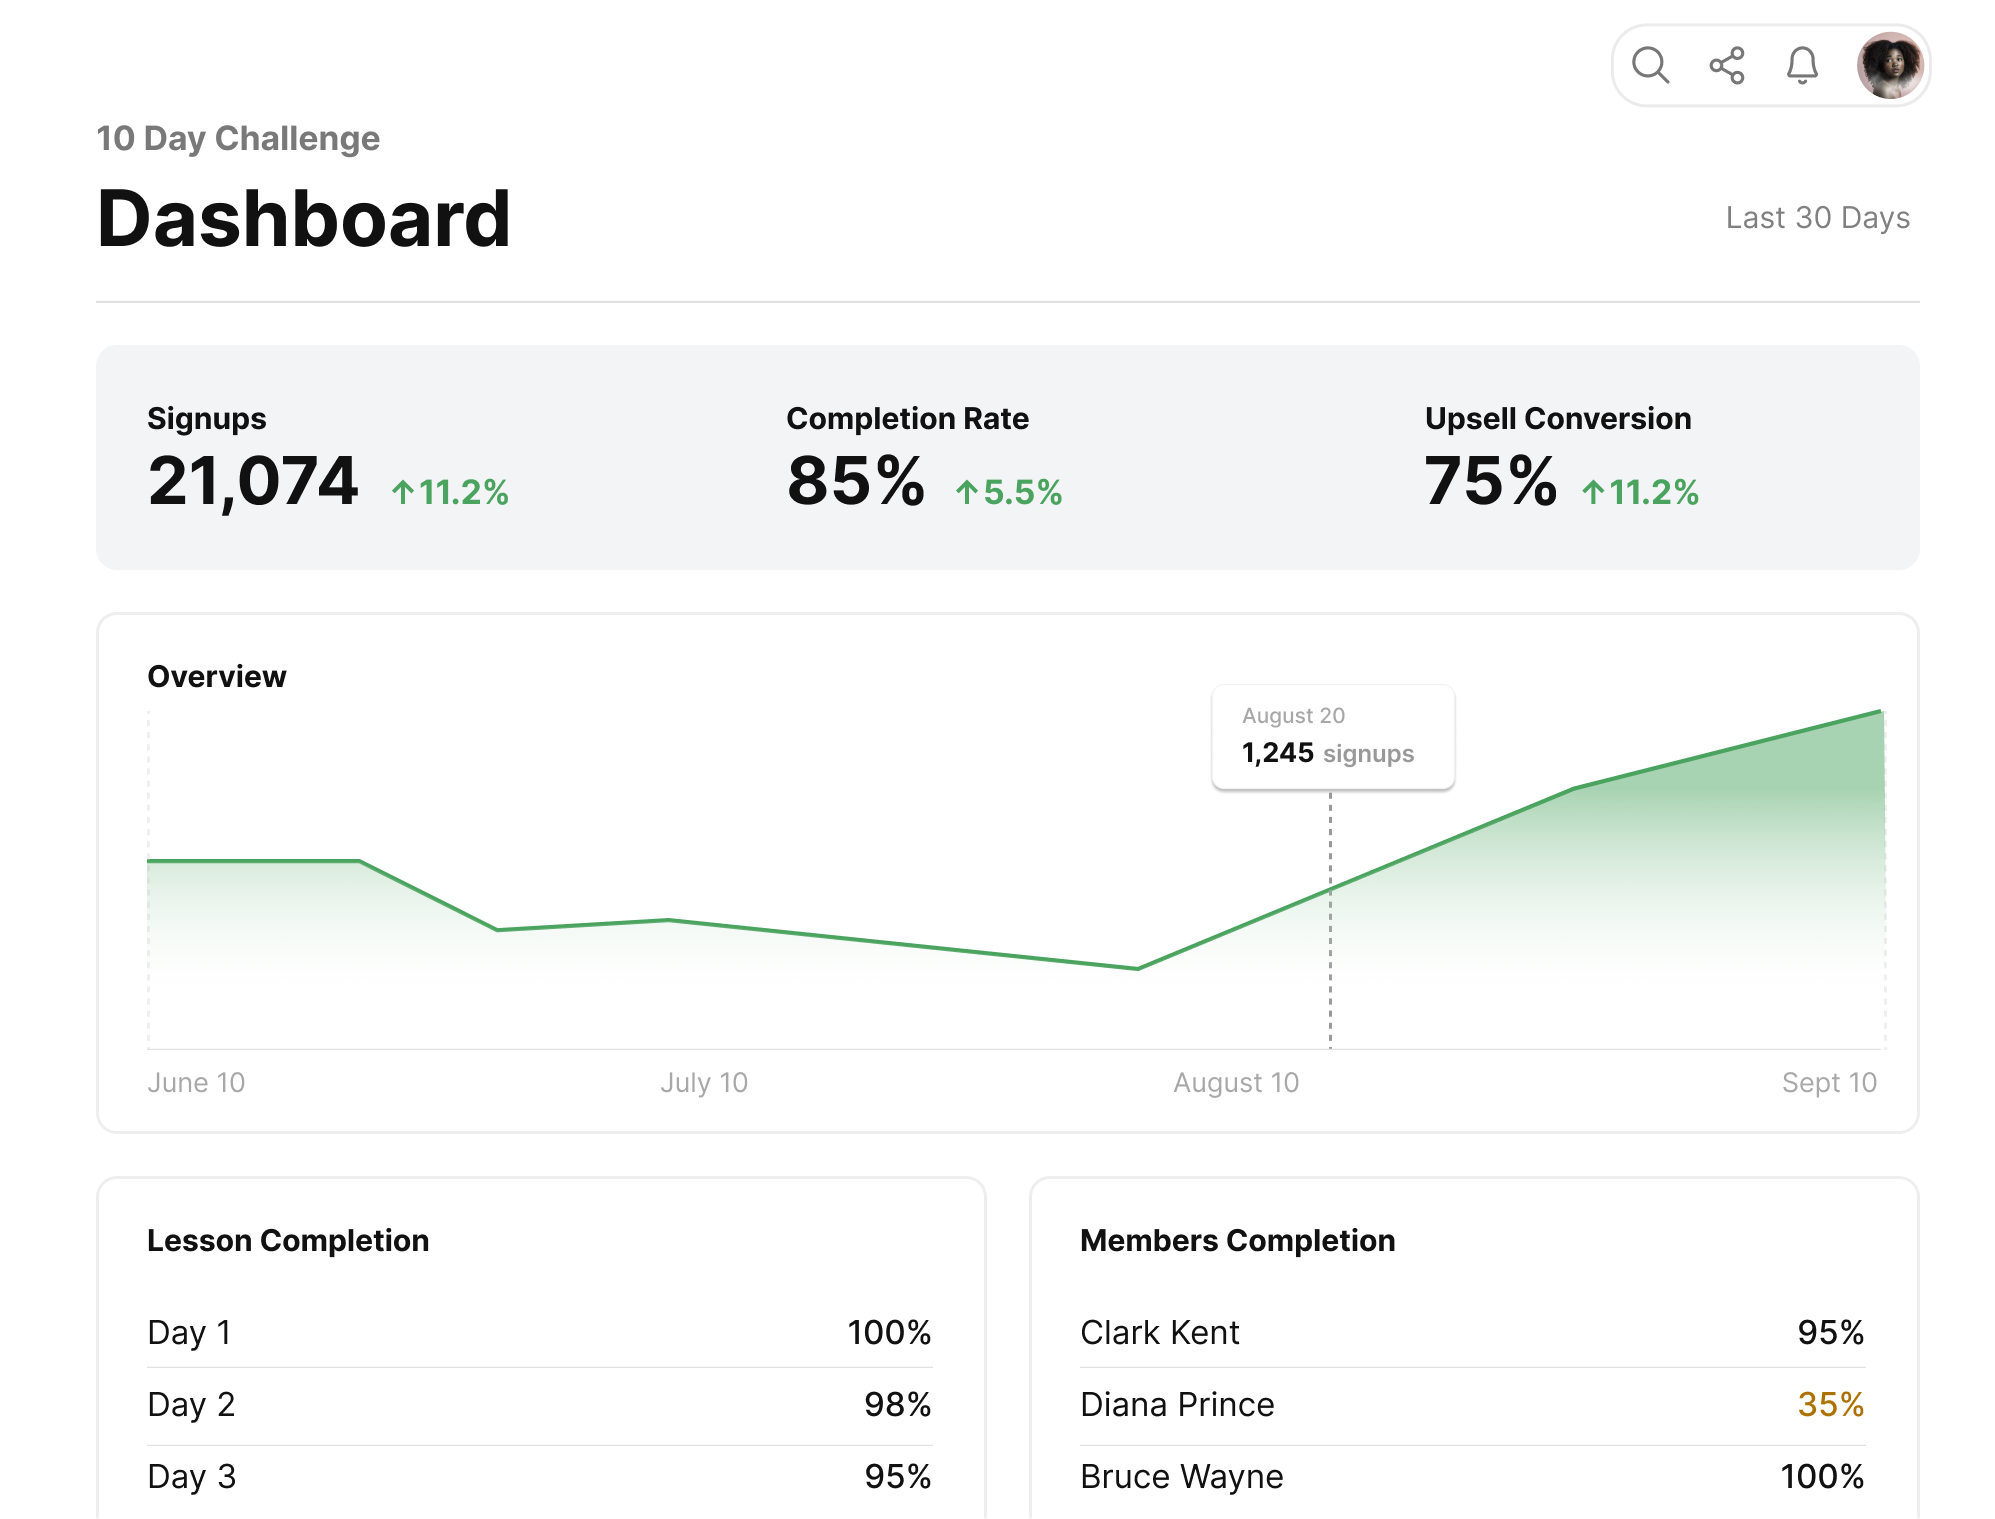 10 Day Challenge
Dashboard
Last 30 Days
Signups
21,074 ↑11.2%
Completion Rate
85% ↑5.5%
Upsell Conversion
75% ↑11.2%
Overview
August 20
1,245 signups
June 10 July 10 August 10 Sept 10
Lesson Completion
Day 1 100%
Day 2 98%
Day 3 95%
Members Completion
Clark Kent 95%
Diana Prince 35%
Bruce Wayne 100%